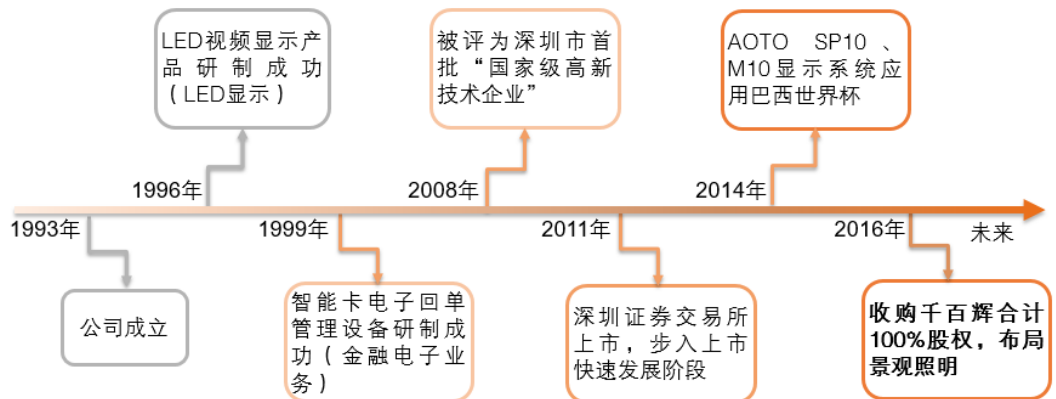 LED视频显示产
品研制成功
（LED显示）
被评为深圳市首
批“国家级高新
技术企业”
AOTO SP10、
M10显示系统应
用巴西世界杯
1996年
2008年
2014年
1993年
1999年
2011年
2016年
未来
公司成立
智能卡电子回单
管理设备研制成
功（金融电子业
务）
深圳证券交易所
上市，步入上市
快速发展阶段
收购千百辉合计
100%股权，布局
景观照明